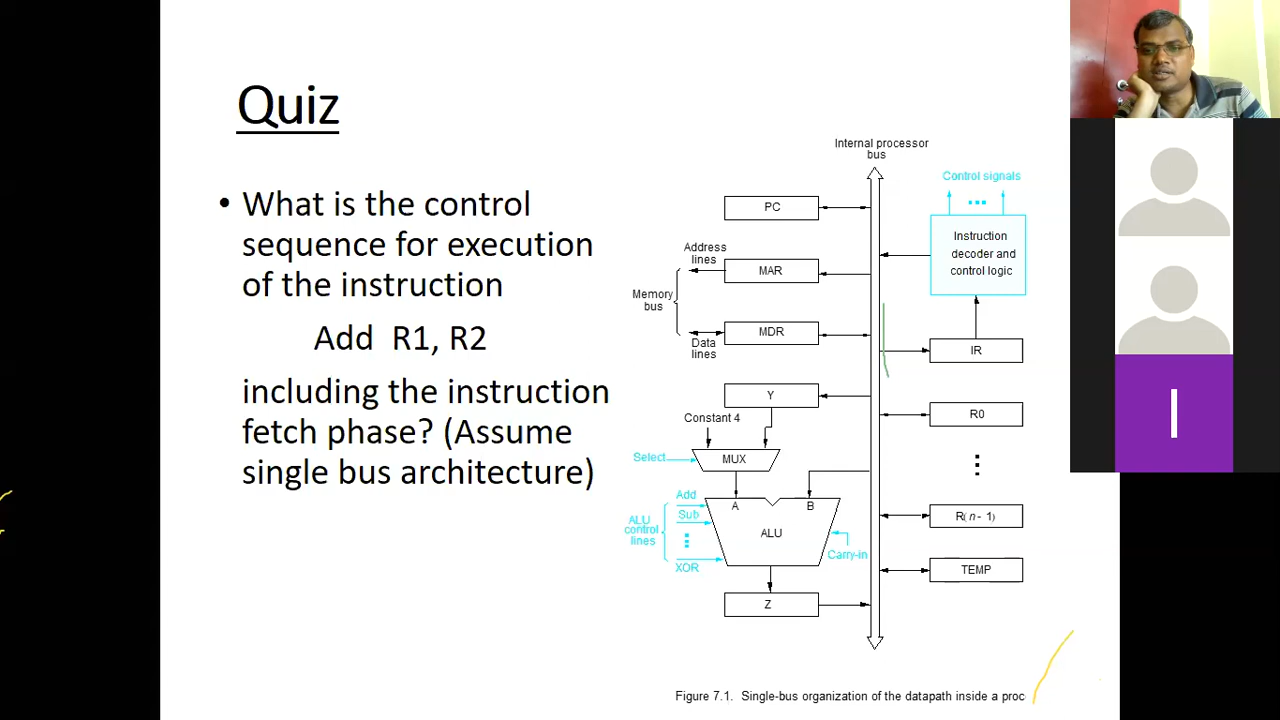 Quiz
• What is the control
sequence for execution
of the instruction
Add R1, R2
including the instruction
fetch phase? (Assume
single bus architecture)
Internal processor
bus
Control signals
...
PC
Instruction
decoder and
control logic
Address
lines
MAR
Memory
bus
MDR
Data
lines
IR
Y
Constant 4
R0
Select
MUX
Add
A
B
R(n - 1)
Sub
ALU
control
lines
ALU
Carry-in
XOR
TEMP
Z
Figure 7.1. Single-bus organization of the datapath inside a proc
I